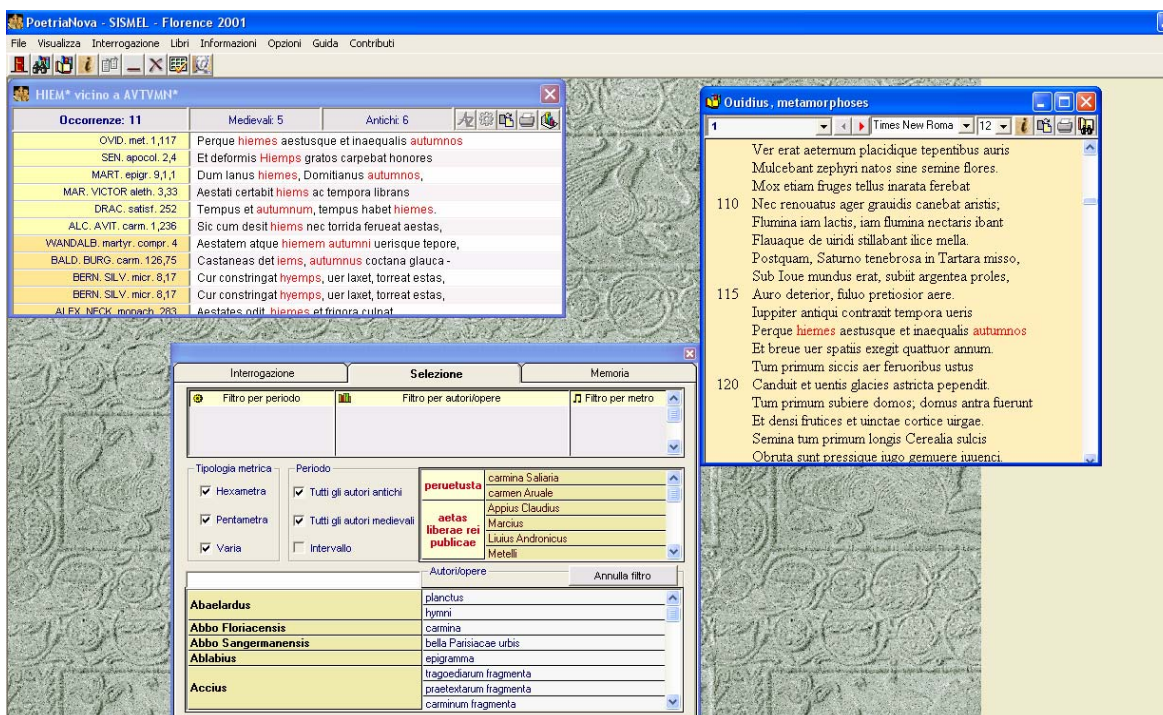 PoetriaNova - SISMEL - Florence 2001
File Visualizza Interrogazione Libri Informazioni Opzioni Guida Contributi
HIEM* vicino a AVTVMN*
Occorrenze: 11 Medievali: 5 Antichi: 6
OVID. met. 1,117 Perque hiemes aestusque et inaequalis autumnos
SEN. apocol. 2,4 Et deformis Hiemps gratos carpebat honores
MART. epigr. 9,1,1 Dum Ianus hiemes, Domitianus autumnos,
MAR. VICTOR aleth. 3,33 Aestati certabit hiems ac tempora librans
DRAC. satisf. 252 Tempus et autumnum, tempus habet hiemes.
ALC. AVIT. carm. 1,236 Sic cum desit hiems nec torrida ferueat aestas,
WANDALB. martyr. compr. 4 Aestatem atque hiemem autumni uerisque tepore,
BALD. BURG. carm. 126,75 Castaneas det iems, autumnus coctana glauca -
BERN. SILV. micr. 8,17 Cur constringat hyemps, uer laxet, torreat estas,
BERN. SILV. micr. 8,17 Cur constringat hyemps, uer laxet, torreat estas,
ALEX. NECK. monach. 283 Aestates odit, hiemes et frigora culpat
Ouidius, metamorphoses
1 Times New Roma 12
Ver erat aeternum placidique tepentibus auris
Mulcebant zephyri natos sine semine flores.
Mox etiam fruges tellus inarata ferebat
110 Nec renouatus ager grauidis canebat aristis;
Flumina iam lactis, iam flumina nectaris ibant
Flauaque de uiridi stillabant ilice mella.
Postquam, Saturno tenebrosa in Tartara misso,
Sub Ioue mundus erat, subiit argentea proles,
115 Auro deterior, fuluo pretiosior aere.
Iuppiter antiqui contraxit tempora ueris
Perque hiemes aestusque et inaequalis autumnos
Et breue uer spatiis exegit quattuor annum.
Tum primum siccis aer feruoribus ustus
120 Canduit et uentis glacies astricta pependit.
Tum primum subiere domos; domus antra fuerunt
Et densi frutices et uinctae cortice uirgae.
Semina tum primum longis Cerealia sulcis
Obruta sunt pressique iugo gemuere iuuenci.
Interrogazione Selezione Memoria
Filtro per periodo Filtro per autori/opere Filtro per metro
Tipologia metrica Periodo
Hexametra Tutti gli autori antichi
Pentametra Tutti gli autori medievali
Varia Intervallo
peruetusta carmina Saliaria
carmen Aruale
aetas liberae rei publicae Appius Claudius
Marcius
Liuius Andronicus
Metelli
Autori/opere Annulla filtro
Abaelardus planctus
hymni
Abbo Floriacensis carmina
Abbo Sangermanensis bella Parisiacae urbis
Ablabius epigramma
Accius tragoediarum fragmenta
praetextarum fragmenta
carminum fragmenta